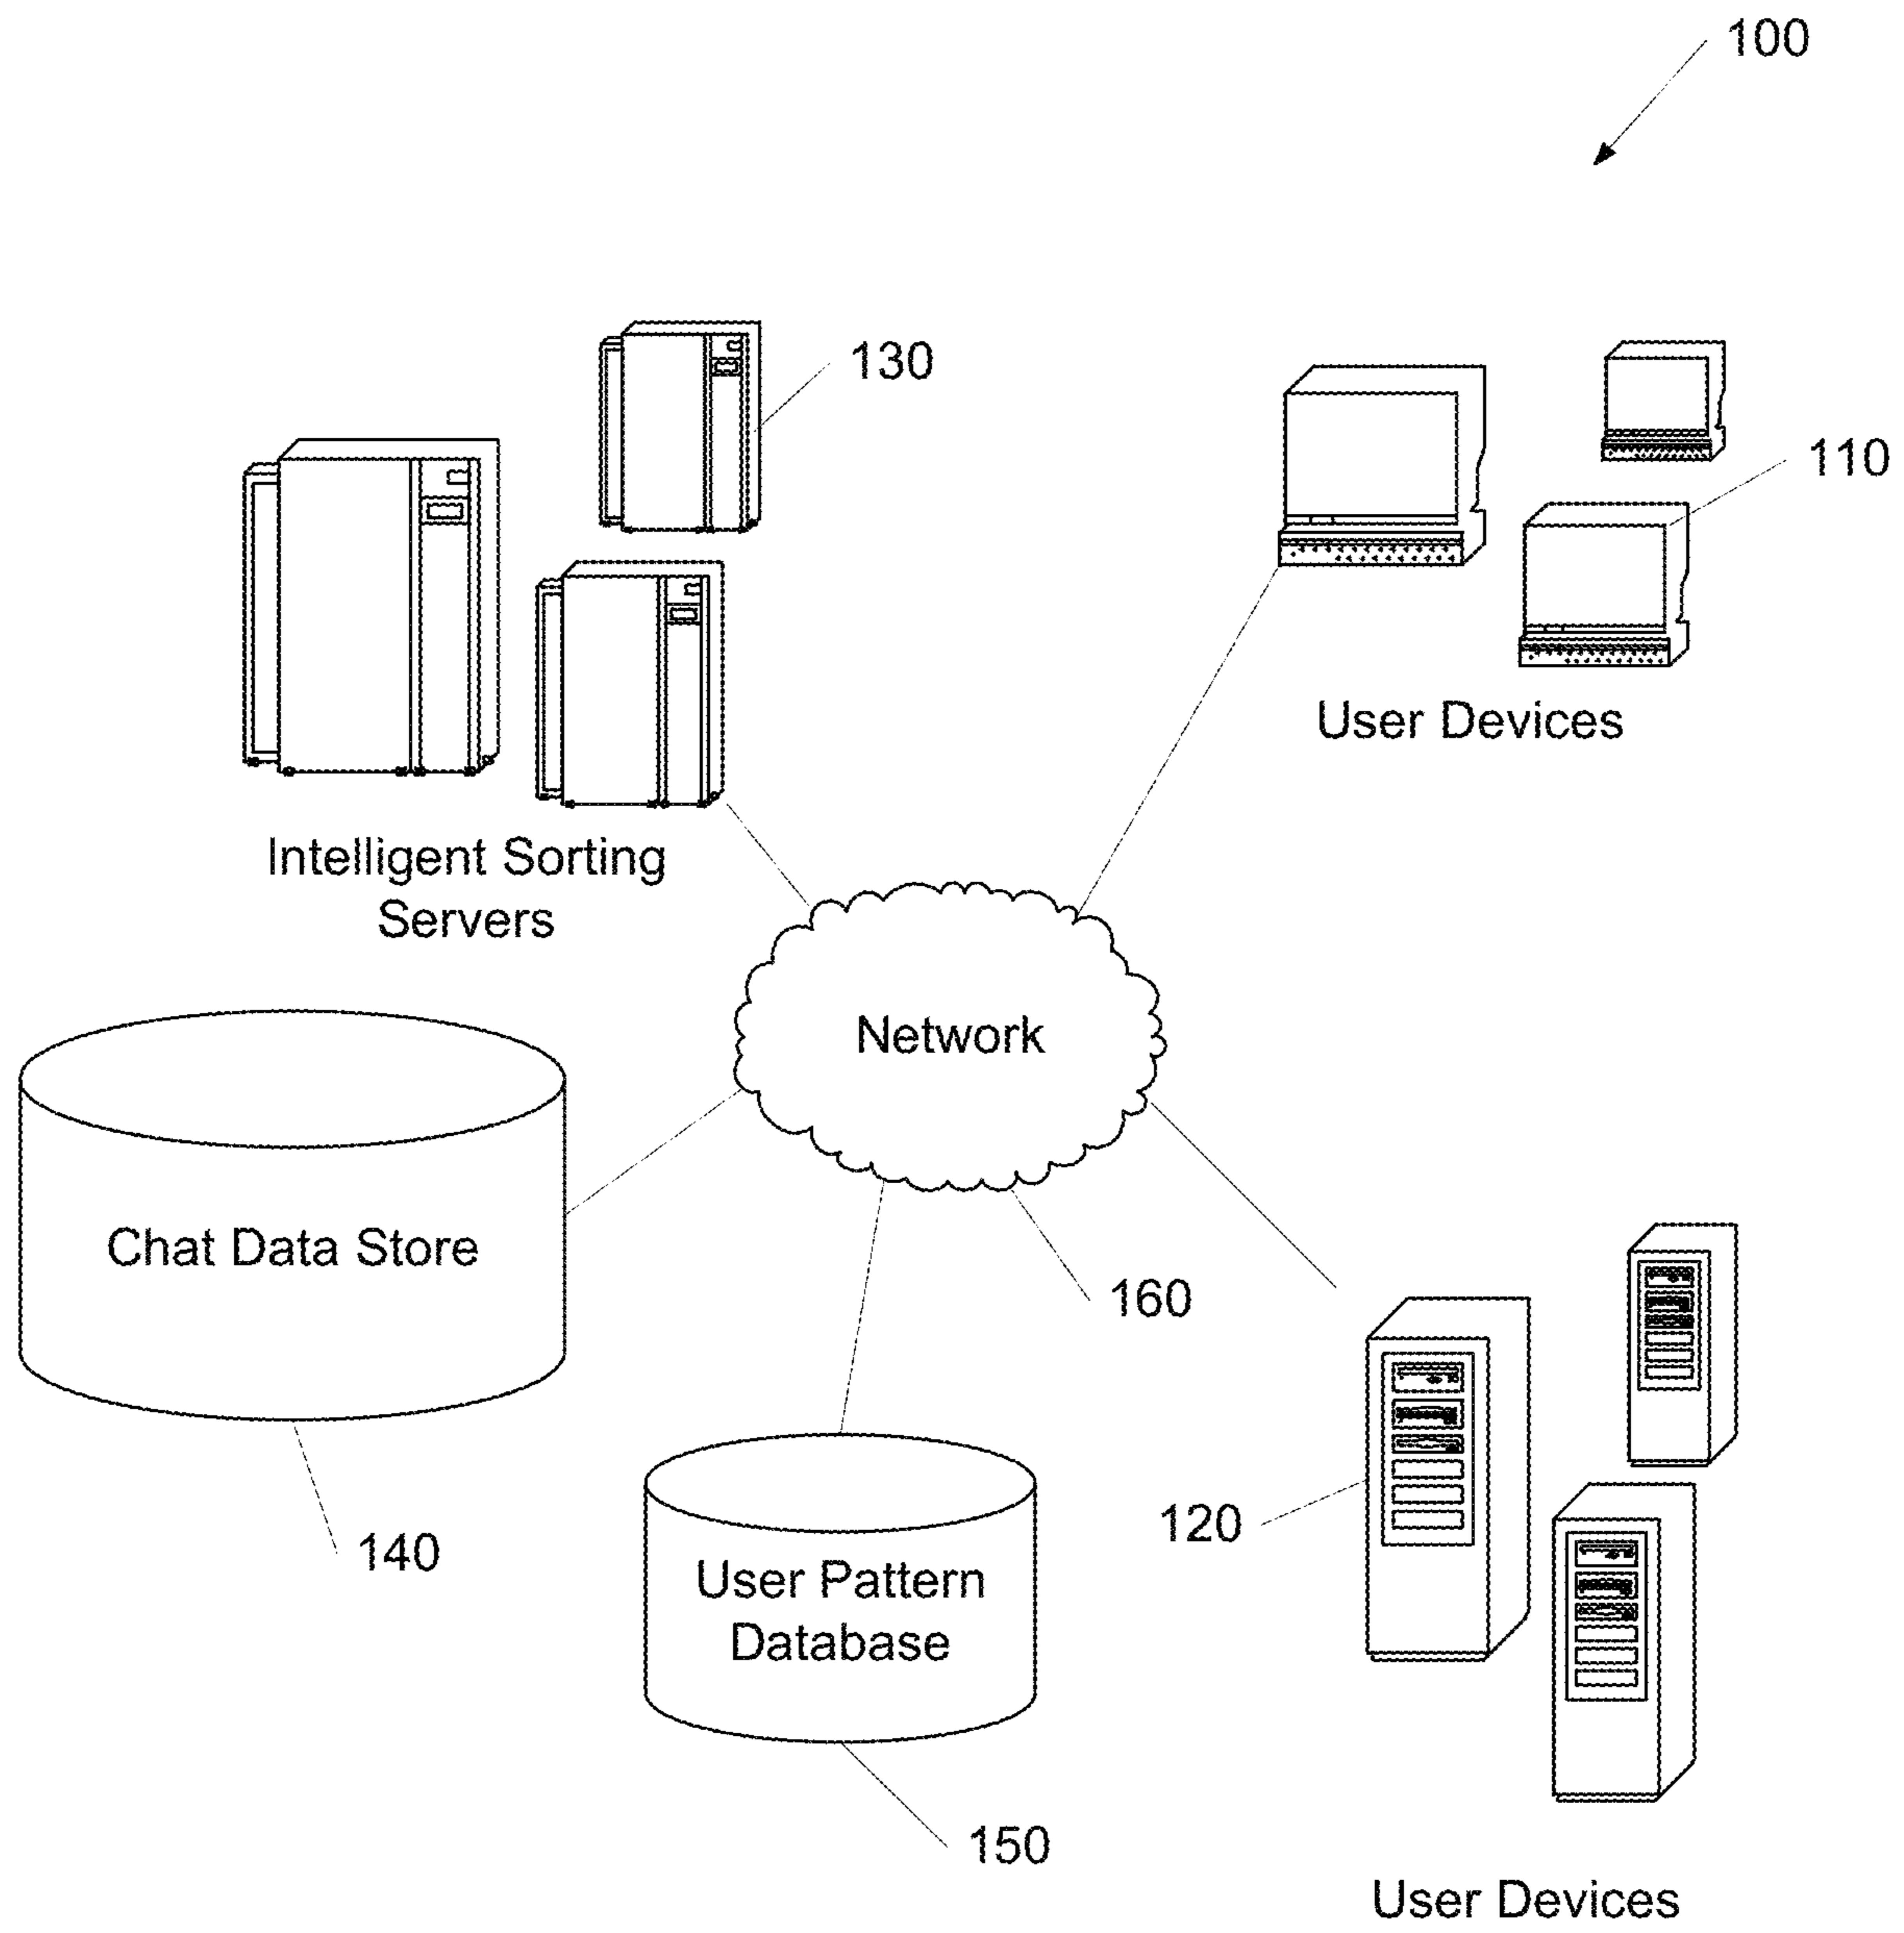 100
130
110
User Devices
Intelligent Sorting
Servers
Network
Chat Data Store
160
120
140
User Pattern
Database
150
User Devices